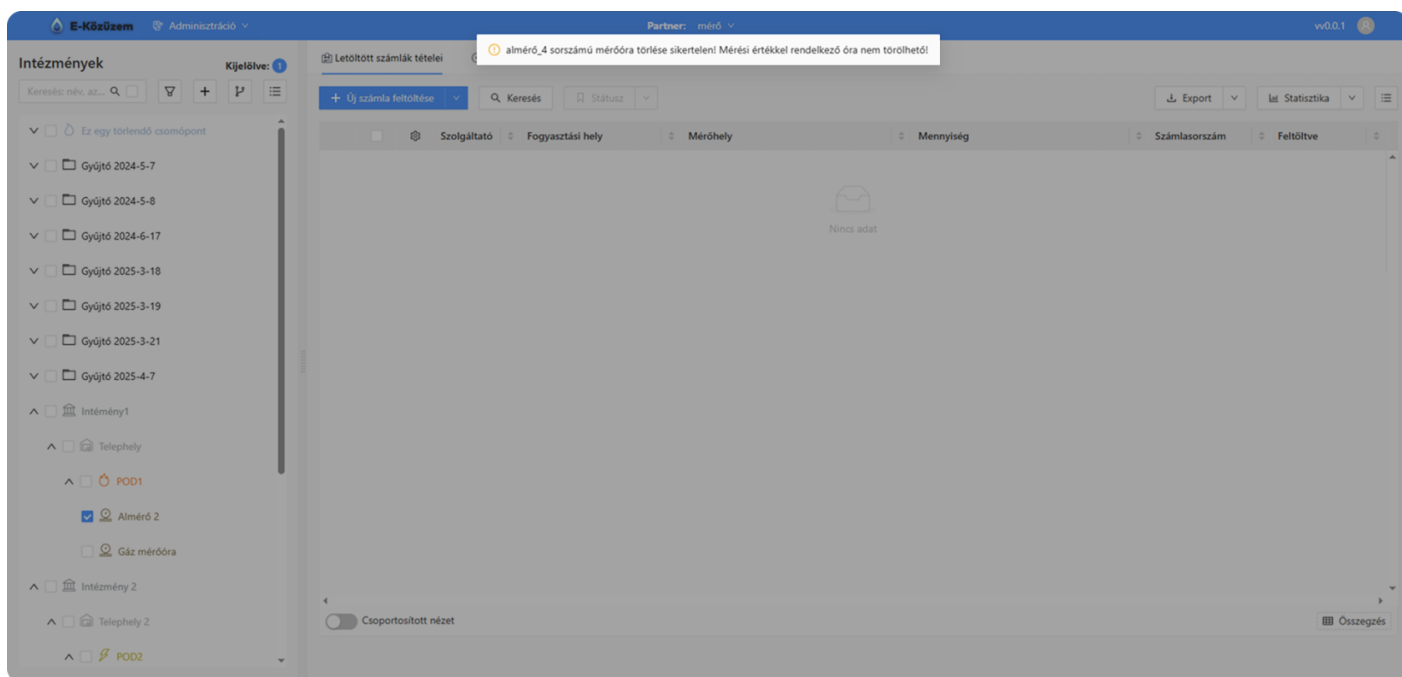 E-Közüzem Adminisztráció Partner: mérő vv0.0.1
almérő_4 sorszámú mérőóra törlése sikertelen! Mérési értékkel rendelkező óra nem törölhető!
Intézmények Kijelölve: 1
Keresés: név, az...
Ez egy törlendő csomópont
Gyűjtő 2024-5-7
Gyűjtő 2024-5-8
Gyűjtő 2024-6-17
Gyűjtő 2025-3-18
Gyűjtő 2025-3-19
Gyűjtő 2025-3-21
Gyűjtő 2025-4-7
Intémény1
Telephely
POD1
Almérő 2
Gáz mérőóra
Intézmény 2
Telephely 2
POD2
Letöltött számlák tételei
Új számla feltöltése Keresés Státusz Export Statisztika
Szolgáltató Fogyasztási hely Mérőhely Mennyiség Számlasorszám Feltöltve
Nincs adat
Csoportosított nézet Összegzés